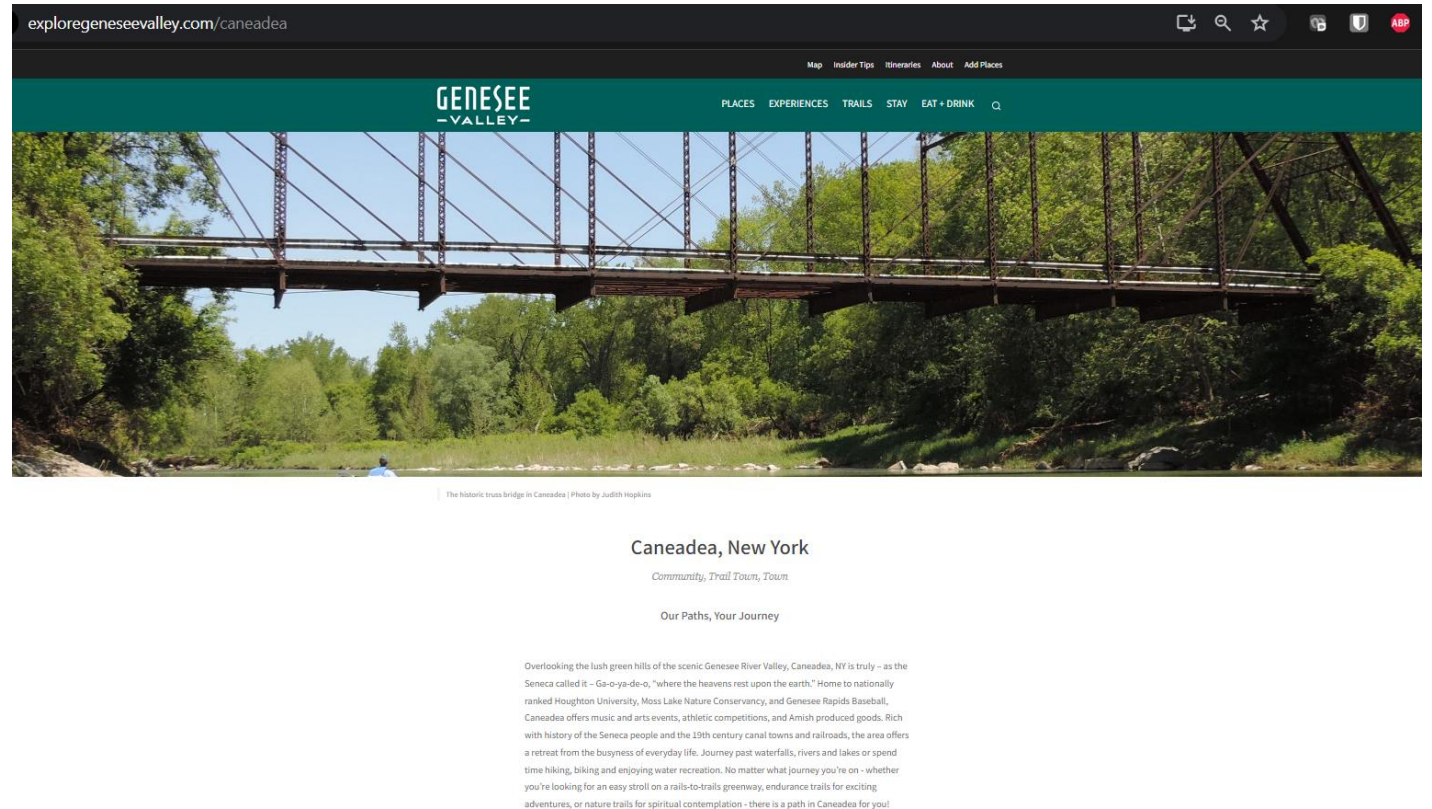 exploregeneseevalley.com/caneadea
ABP
Map Insider Tips Itineraries About Add Places
GENESEE
–VALLEY–
PLACES EXPERIENCES TRAILS STAY EAT + DRINK
The historic truss bridge in Caneadea | Photo by Judith Hopkins
Caneadea, New York
Community, Trail Town, Town
Our Paths, Your Journey
Overlooking the lush green hills of the scenic Genesee River Valley, Caneadea, NY is truly – as the
Seneca called it – Ga-o-ya-de-o, “where the heavens rest upon the earth.” Home to nationally
ranked Houghton University, Moss Lake Nature Conservancy, and Genesee Rapids Baseball,
Caneadea offers music and arts events, athletic competitions, and Amish produced goods. Rich
with history of the Seneca people and the 19th century canal towns and railroads, the area offers
a retreat from the busyness of everyday life. Journey past waterfalls, rivers and lakes or spend
time hiking, biking and enjoying water recreation. No matter what journey you’re on - whether
you’re looking for an easy stroll on a rails-to-trails greenway, endurance trails for exciting
adventures, or nature trails for spiritual contemplation - there is a path in Caneadea for you!